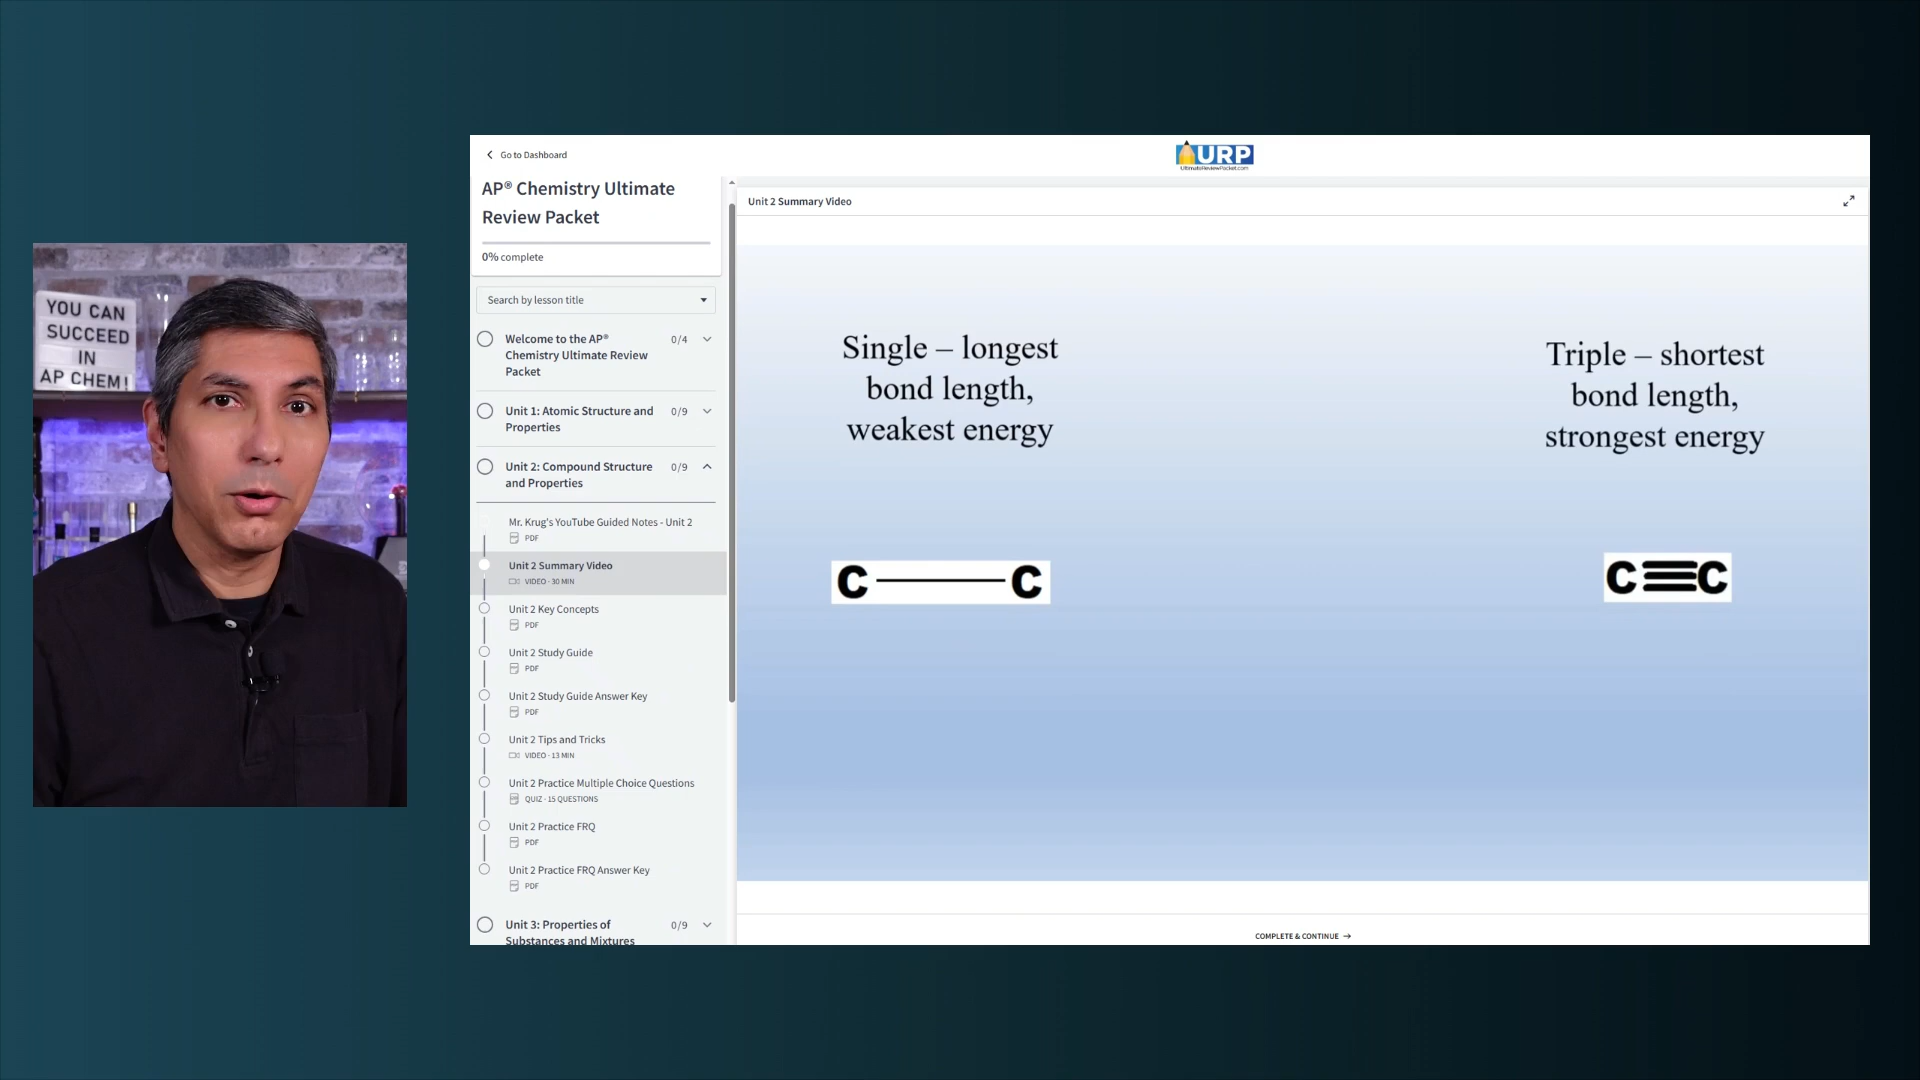 YOU CAN
SUCCEED
IN
AP CHEM!
Go to Dashboard
URP
UltimateReviewPacket.com
AP® Chemistry Ultimate
Review Packet
0% complete
Search by lesson title
Welcome to the AP® 0/4
Chemistry Ultimate Review
Packet
Unit 1: Atomic Structure and 0/9
Properties
Unit 2: Compound Structure 0/9
and Properties
Mr. Krug's YouTube Guided Notes - Unit 2
PDF
Unit 2 Summary Video
VIDEO · 30 MIN
Unit 2 Key Concepts
PDF
Unit 2 Study Guide
PDF
Unit 2 Study Guide Answer Key
PDF
Unit 2 Tips and Tricks
VIDEO · 13 MIN
Unit 2 Practice Multiple Choice Questions
QUIZ · 15 QUESTIONS
Unit 2 Practice FRQ
PDF
Unit 2 Practice FRQ Answer Key
PDF
Unit 3: Properties of 0/9
Substances and Mixtures
Unit 2 Summary Video
Single – longest
bond length,
weakest energy
C — C
Triple – shortest
bond length,
strongest energy
C≡C
COMPLETE & CONTINUE →